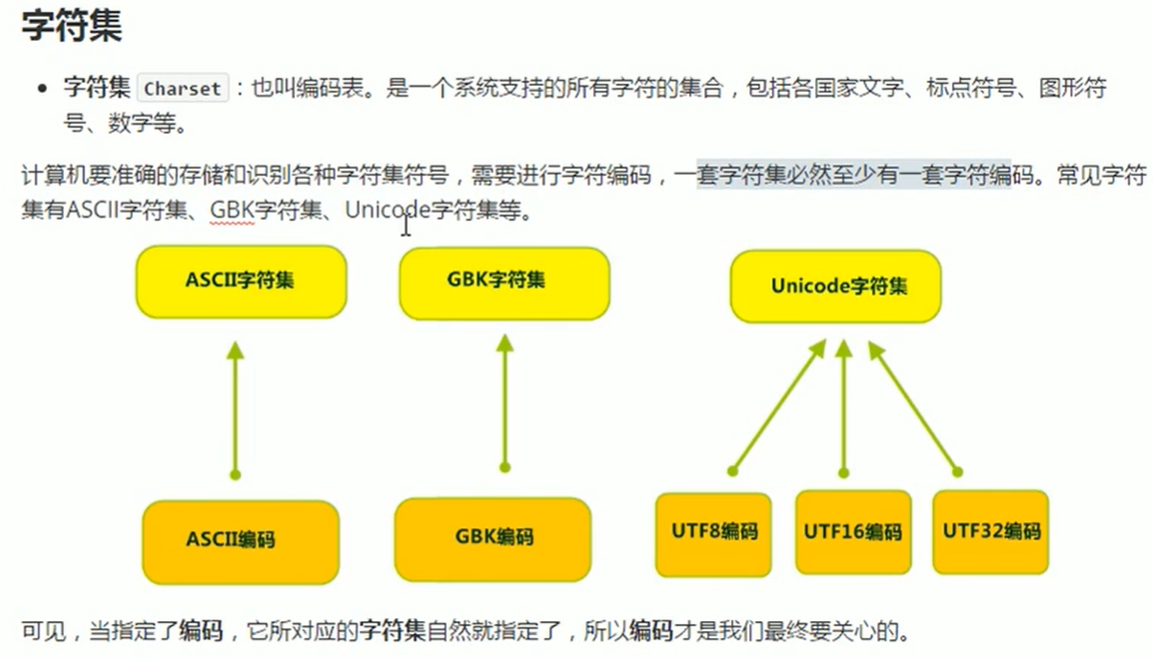 字符集
字符集 Charset ：也叫编码表。是一个系统支持的所有字符的集合，包括各国家文字、标点符号、图形符
号、数字等。
计算机要准确的存储和识别各种字符集符号，需要进行字符编码，一套字符集必然至少有一套字符编码。常见字符
集有ASCII字符集、GBK字符集、Unicode字符集等。
ASCII字符集
GBK字符集
Unicode字符集
ASCII编码
GBK编码
UTF8编码
UTF16编码
UTF32编码
可见，当指定了编码，它所对应的字符集自然就指定了，所以编码才是我们最终要关心的。